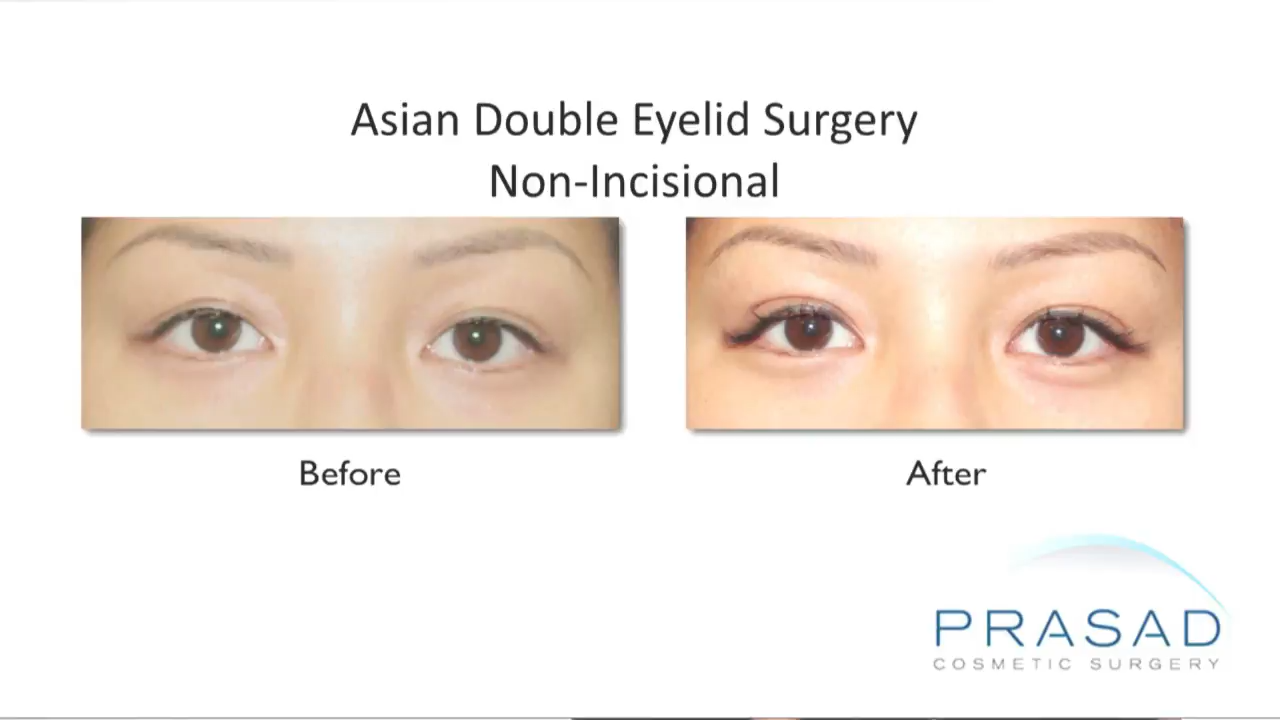 Asian Double Eyelid Surgery
Non-Incisional
Before
After
PRASAD
COSMETIC SURGERY